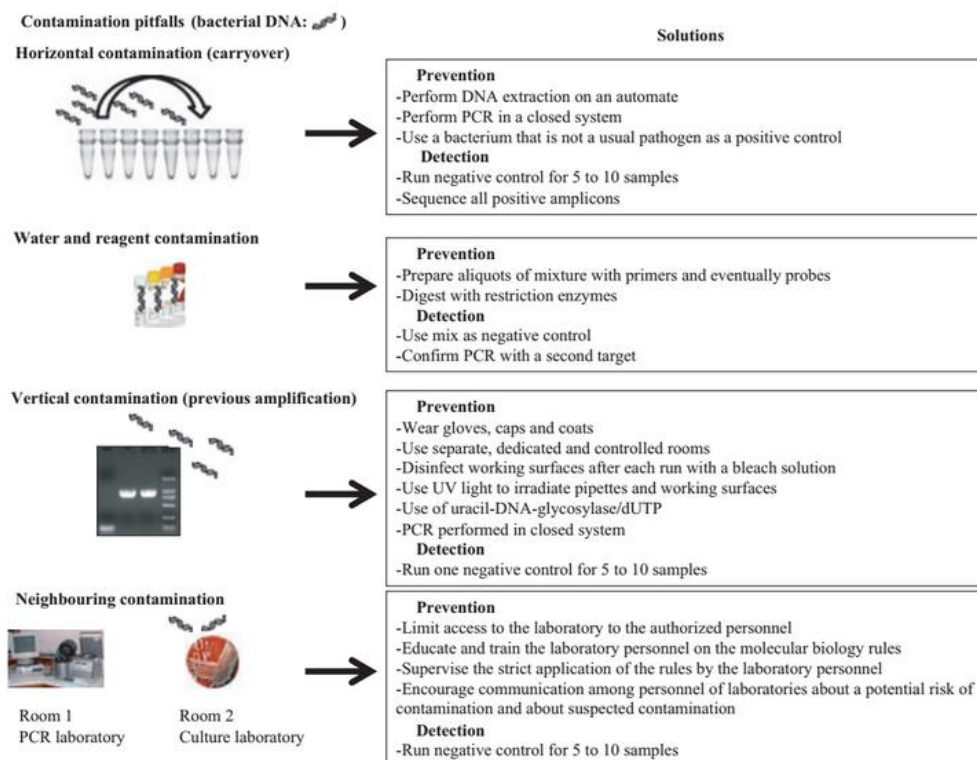 Contamination pitfalls (bacterial DNA: )
Solutions
Horizontal contamination (carryover)
Prevention
-Perform DNA extraction on an automate
-Perform PCR in a closed system
-Use a bacterium that is not a usual pathogen as a positive control
Detection
-Run negative control for 5 to 10 samples
-Sequence all positive amplicons
Water and reagent contamination
Prevention
-Prepare aliquots of mixture with primers and eventually probes
-Digest with restriction enzymes
Detection
-Use mix as negative control
-Confirm PCR with a second target
Vertical contamination (previous amplification)
Prevention
-Wear gloves, caps and coats
-Use separate, dedicated and controlled rooms
-Disinfect working surfaces after each run with a bleach solution
-Use UV light to irradiate pipettes and working surfaces
-Use of uracil-DNA-glycosylase/dUTP
-PCR performed in closed system
Detection
-Run one negative control for 5 to 10 samples
Neighbouring contamination
Room 1
PCR laboratory
Room 2
Culture laboratory
Prevention
-Limit access to the laboratory to the authorized personnel
-Educate and train the laboratory personnel on the molecular biology rules
-Supervise the strict application of the rules by the laboratory personnel
-Encourage communication among personnel of laboratories about a potential risk of
contamination and about suspected contamination
Detection
-Run negative control for 5 to 10 samples